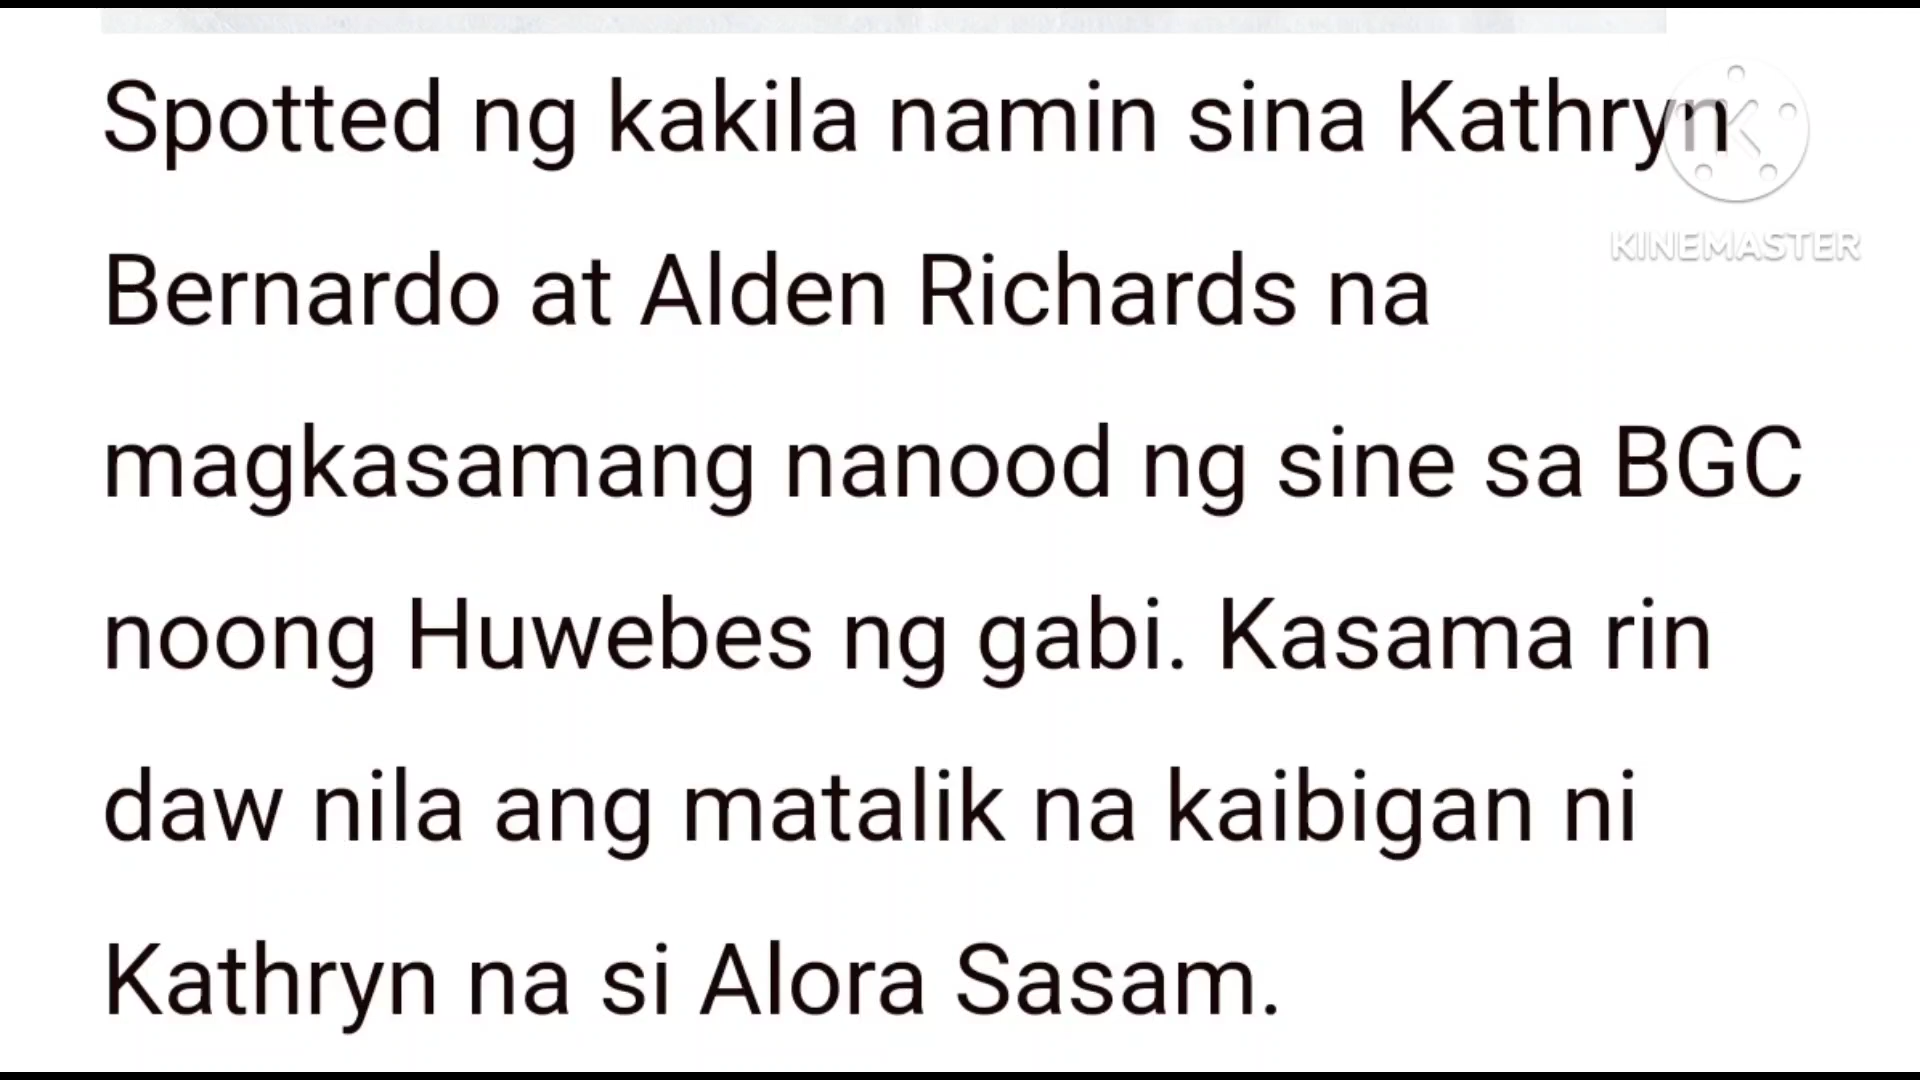 Spotted ng kakila namin sina Kathryn
Bernardo at Alden Richards na
magkasamang nanood ng sine sa BGC
noong Huwebes ng gabi. Kasama rin
daw nila ang matalik na kaibigan ni
Kathryn na si Alora Sasam.
K
KINEMASTER